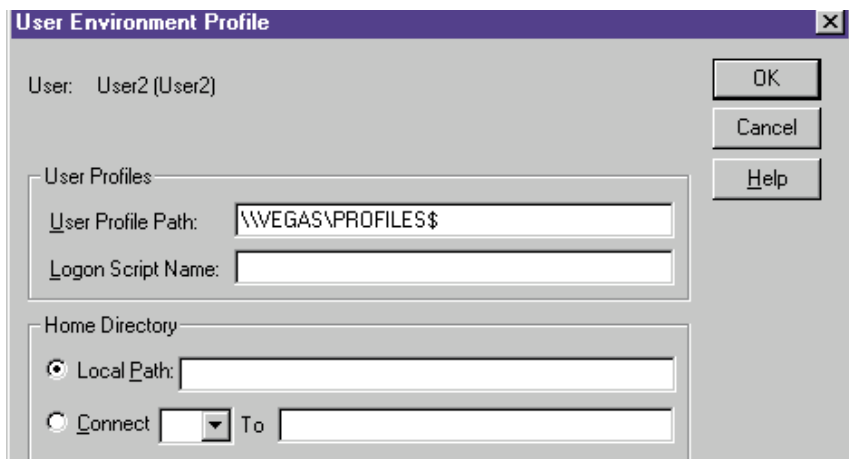 User Environment Profile
User: User2 (User2)
OK
Cancel
Help
User Profiles
User Profile Path: \\VEGAS\PROFILES$
Logon Script Name:
Home Directory
Local Path:
Connect To